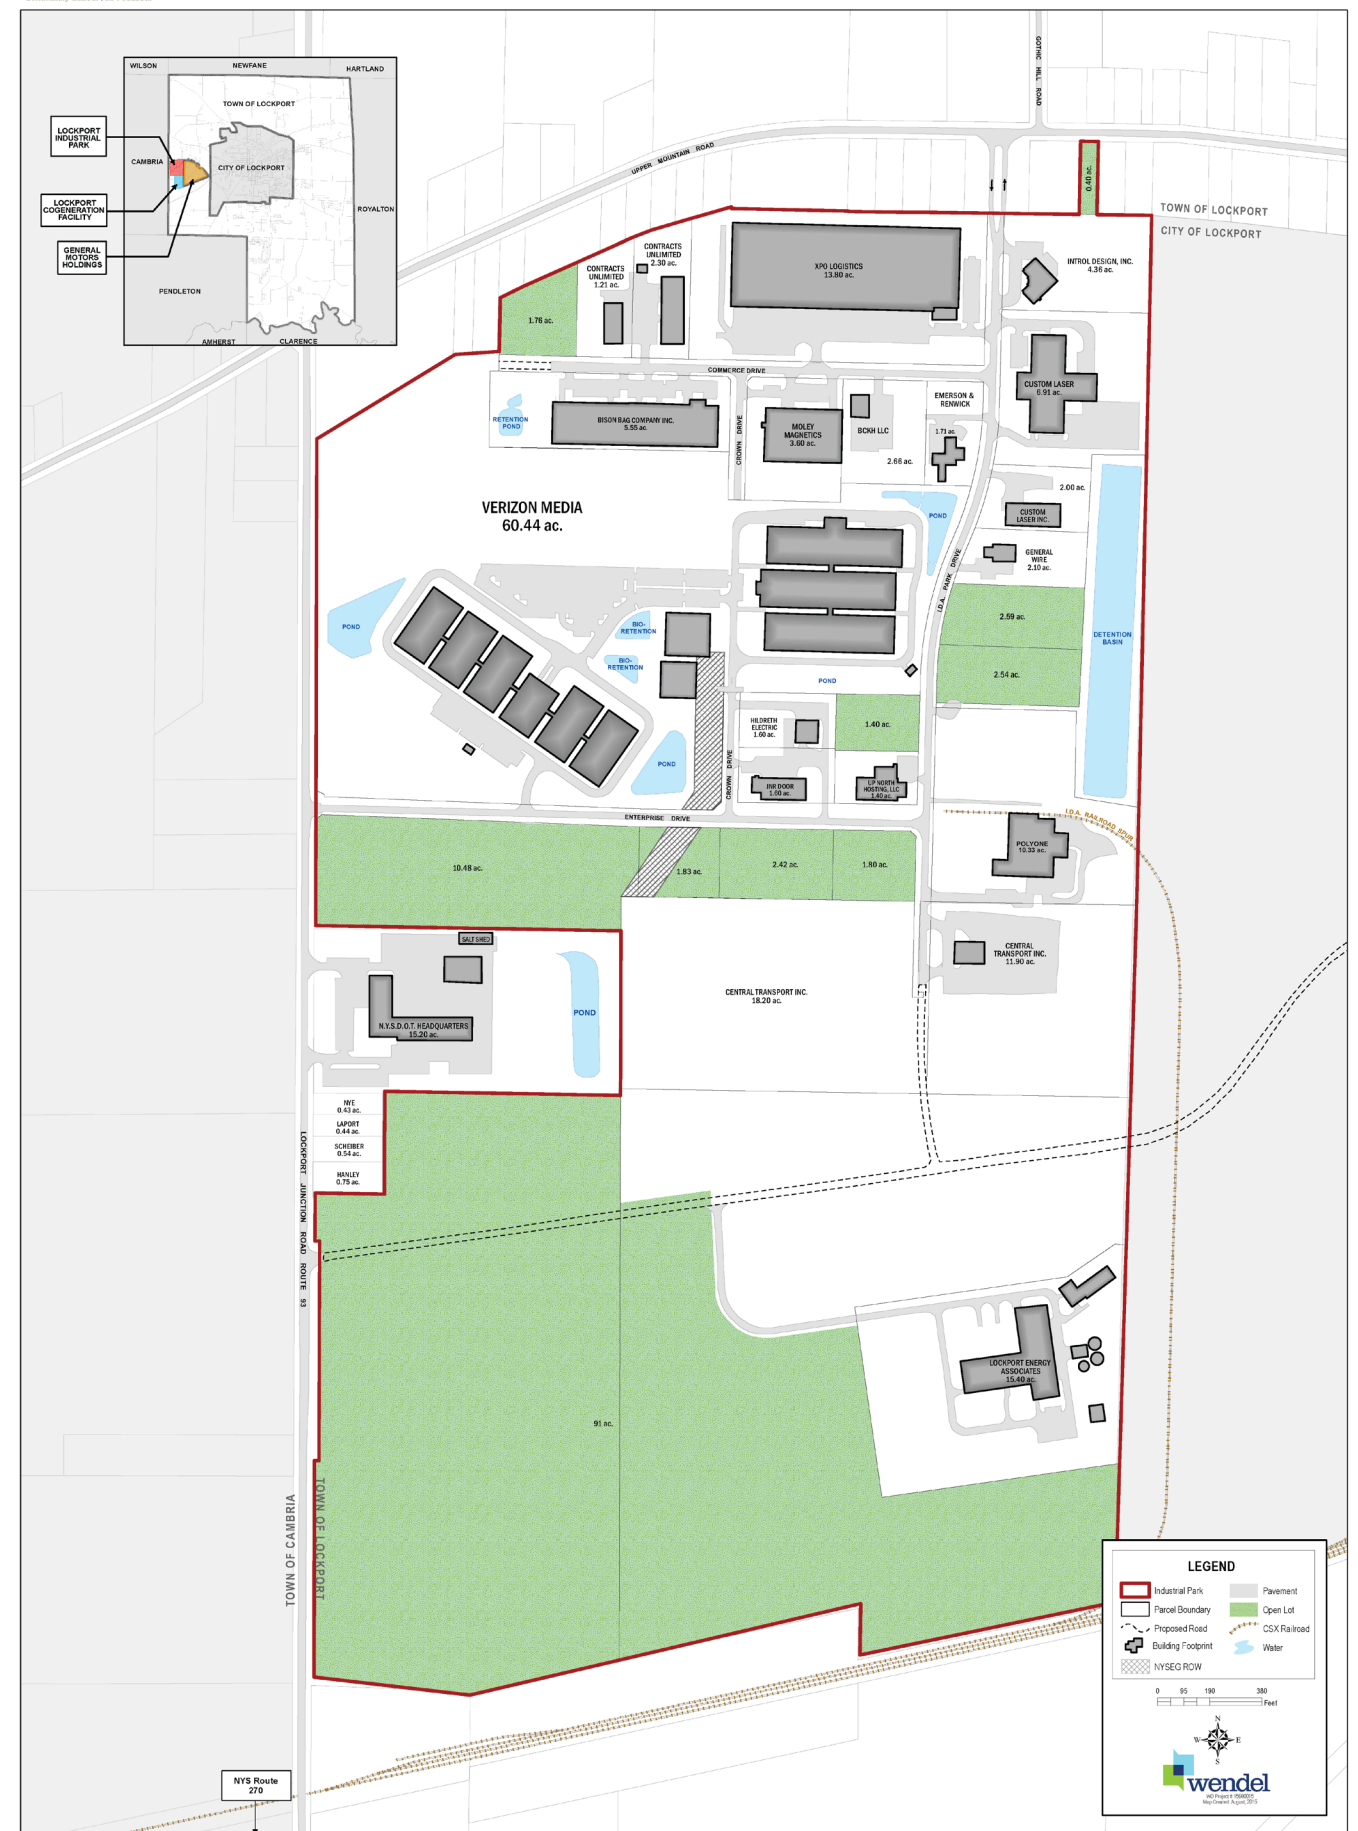 WILSON
NEWFANE
HARTLAND
TOWN OF LOCKPORT
LOCKPORT
INDUSTRIAL
PARK
CAMBRIA
CITY OF LOCKPORT
LOCKPORT
COGENERATION
FACILITY
ROYALTON
GENERAL
MOTORS
HOLDINGS
PENDLETON
AMHERST
CLARENCE
GOTHIC HILL ROAD
UPPER MOUNTAIN ROAD
0.40 ac.
TOWN OF LOCKPORT
CITY OF LOCKPORT
CONTRACTS
UNLIMITED
2.30 ac.
CONTRACTS
UNLIMITED
1.21 ac.
XPO LOGISTICS
13.80 ac.
INTROL DESIGN, INC.
4.36 ac.
1.76 ac.
COMMERCE DRIVE
CUSTOM LASER
6.91 ac.
EMERSON &
RENWICK
1.71 ac.
RETENTION
POND
BISON BAG COMPANY INC.
5.55 ac.
CROWN DRIVE
MOLEY
MAGNETICS
3.60 ac.
BCKH LLC
2.66 ac.
2.00 ac.
CUSTOM
LASER INC.
VERIZON MEDIA
60.44 ac.
POND
GENERAL
WIRE
2.10 ac.
I.D.A. PARK DRIVE
2.59 ac.
DETENTION
BASIN
POND
BIO-
RETENTION
BIO-
RETENTION
2.54 ac.
POND
HILDRETH
ELECTRIC
1.60 ac.
1.40 ac.
POND
CROWN DRIVE
JNR DOOR
1.60 ac.
UP NORTH
HOSTING, LLC
1.40 ac.
ENTERPRISE DRIVE
I.D.A. RAILROAD SPUR
POLYONE
10.33 ac.
10.48 ac.
1.83 ac.
2.42 ac.
1.80 ac.
SALT SHED
CENTRAL
TRANSPORT INC.
11.90 ac.
CENTRAL TRANSPORT INC.
18.20 ac.
POND
N.Y.S.D.O.T. HEADQUARTERS
15.20 ac.
NYE
0.43 ac.
LAPORT
0.44 ac.
SCHEIBER
0.54 ac.
HANLEY
0.75 ac.
LOCKPORT JUNCTION ROAD ROUTE 93
LOCKPORT ENERGY
ASSOCIATES
15.40 ac.
91 ac.
TOWN OF CAMBRIA
TOWN OF LOCKPORT
NYS Route
270
LEGEND
Industrial Park
Pavement
Parcel Boundary
Open Lot
Proposed Road
CSX Railroad
Building Footprint
Water
NYSEG ROW
0 95 190 380
Feet
N
W E
S
wendel
Map Created August, 2015